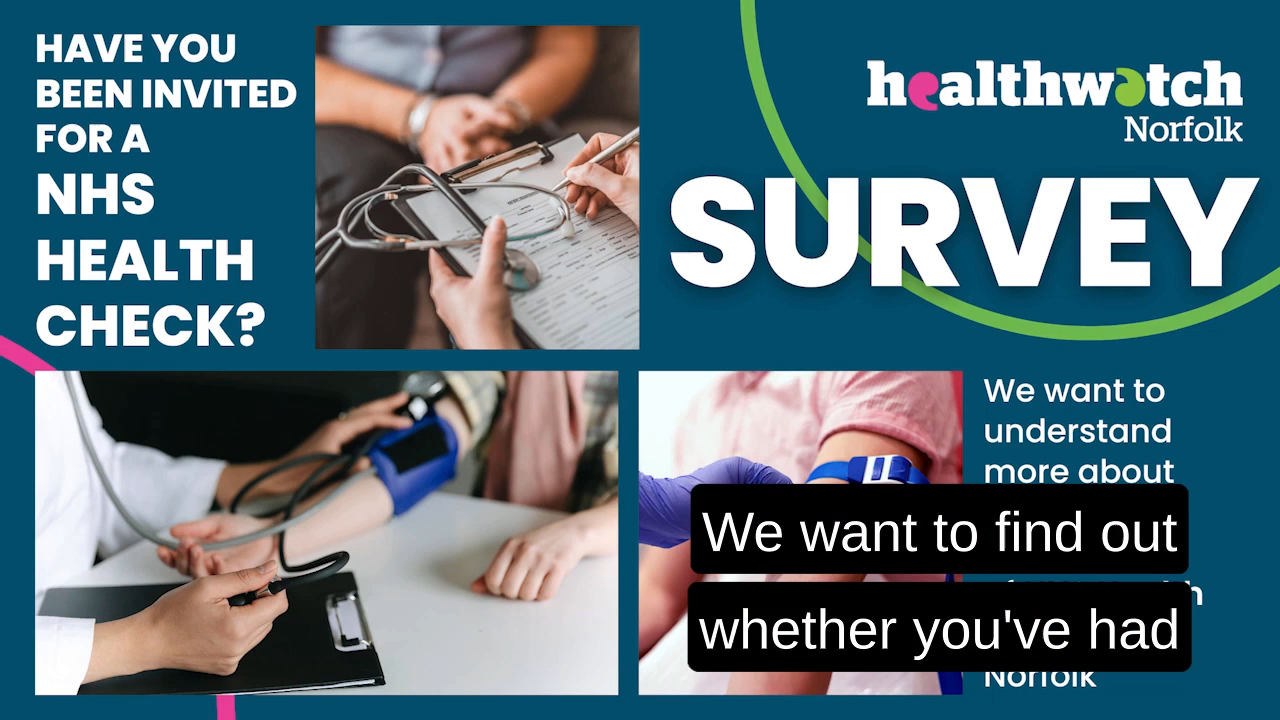 HAVE YOU
BEEN INVITED
FOR A
NHS
HEALTH
CHECK?
healthwatch
Norfolk
SURVEY
We want to
understand
more about
We want to find out
whether you've had
Norfolk